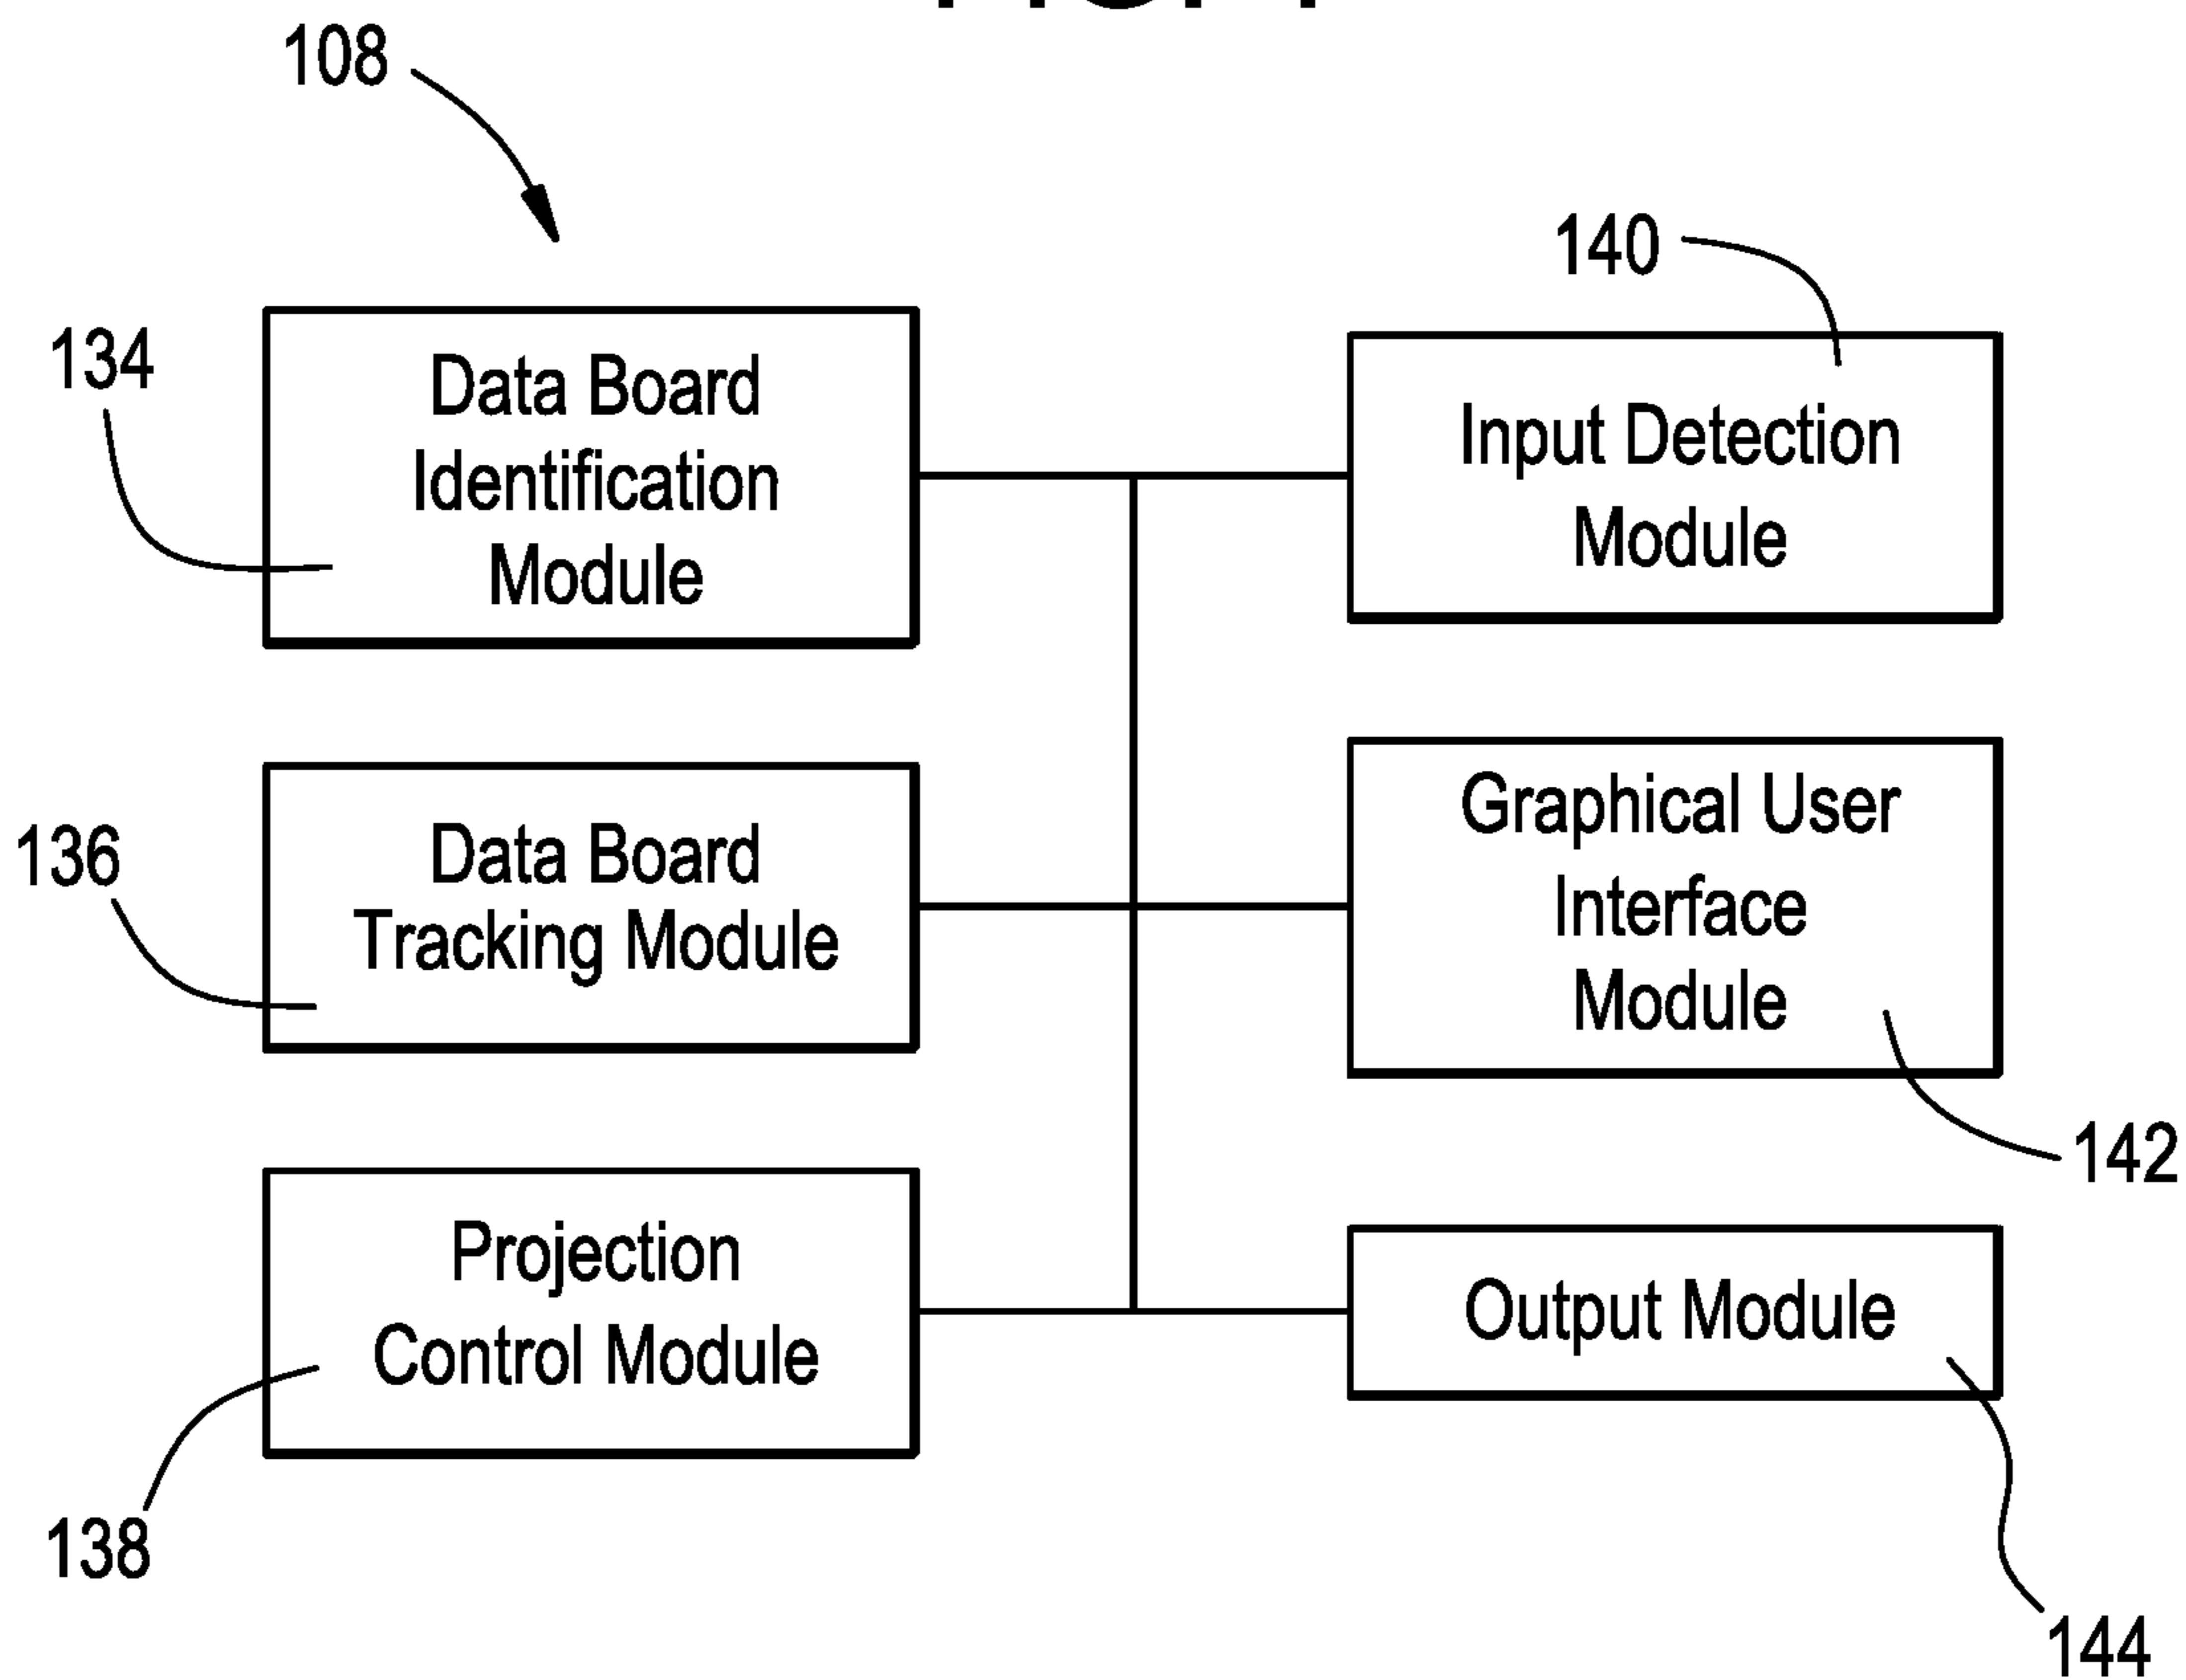 108
134
Data Board
Identification
Module
140
Input Detection
Module
136
Data Board
Tracking Module
Graphical User
Interface
Module
142
138
Projection
Control Module
Output Module
144